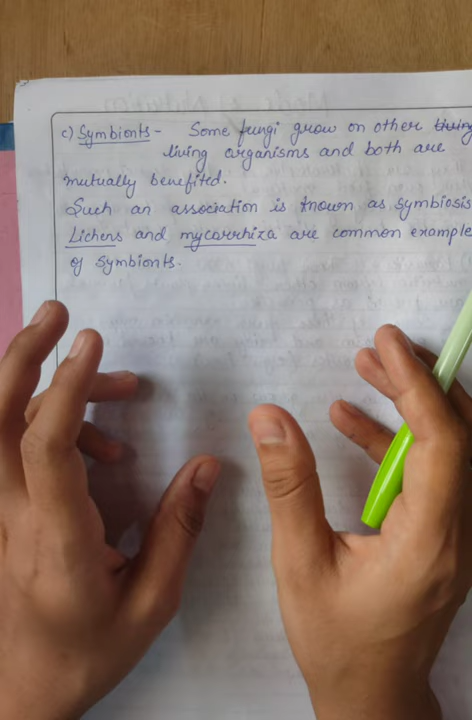 c) Symbionts - Some fungi grow on other living
living organisms and both are
mutually benefited.
Such an association is known as symbiosis
Lichens and mycorrhiza are common example
of Symbionts.